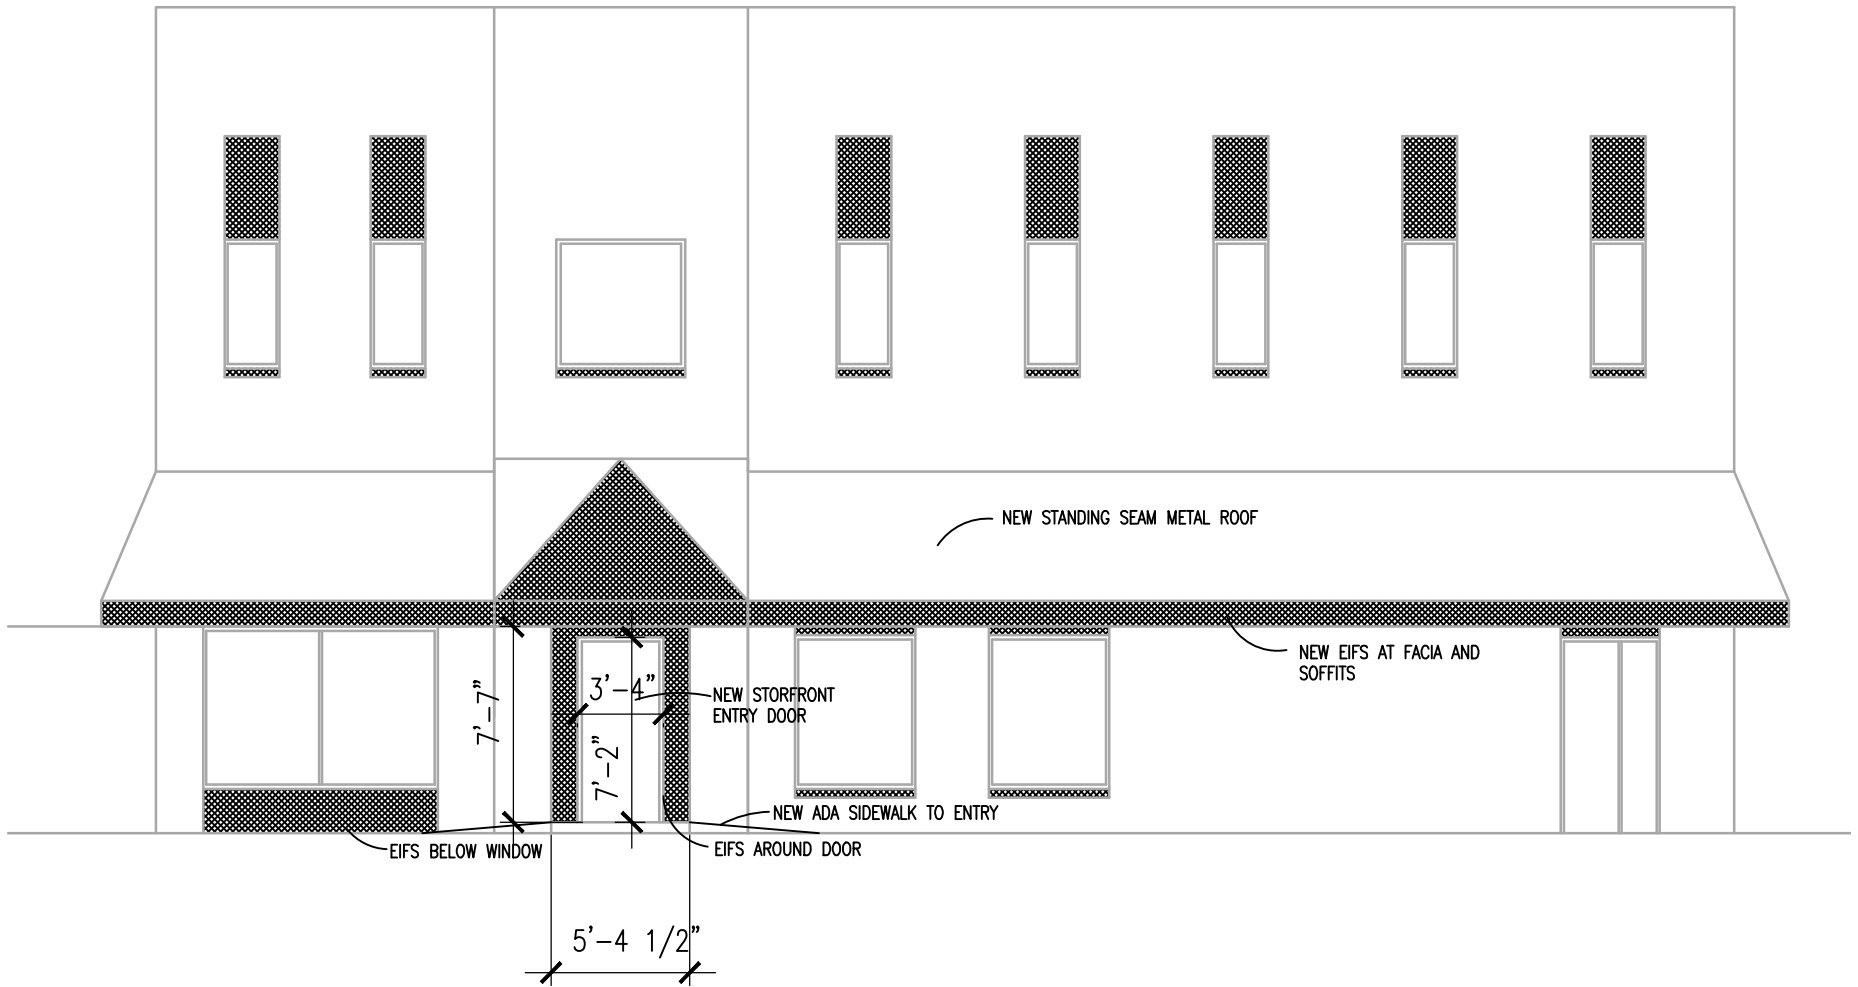 NEW STANDING SEAM METAL ROOF
NEW EIFS AT FACIA AND
SOFFITS
3'-4"
NEW STORFRONT
ENTRY DOOR
7'-7"
7'-2"
NEW ADA SIDEWALK TO ENTRY
EIFS BELOW WINDOW
EIFS AROUND DOOR
5'-4 1/2"